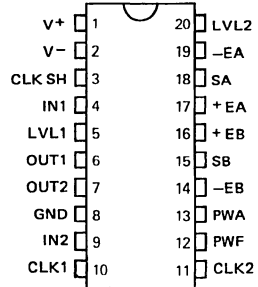 V+ 1 20 LVL2
V− 2 19 −EA
CLK SH 3 18 SA
IN1 4 17 +EA
LVL1 5 16 +EB
OUT1 6 15 SB
OUT2 7 14 −EB
GND 8 13 PWA
IN2 9 12 PWF
CLK1 10 11 CLK2